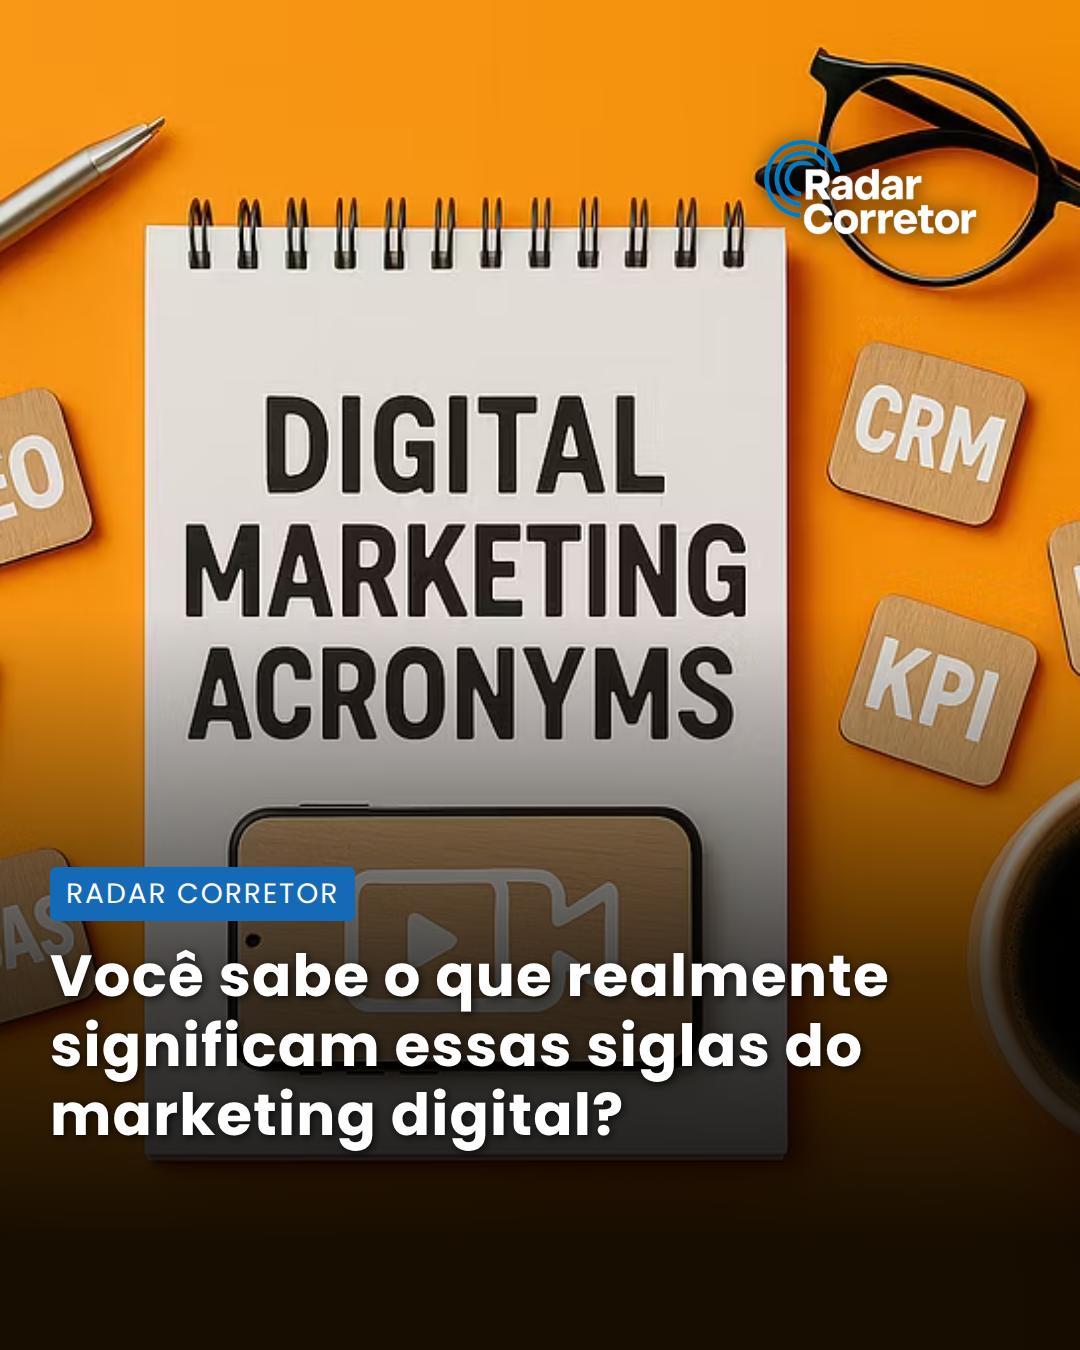 Radar
Corretor
DIGITAL
MARKETING
ACRONYMS
CRM
KPI
RADAR CORRETOR
Você sabe o que realmente
significam essas siglas do
marketing digital?